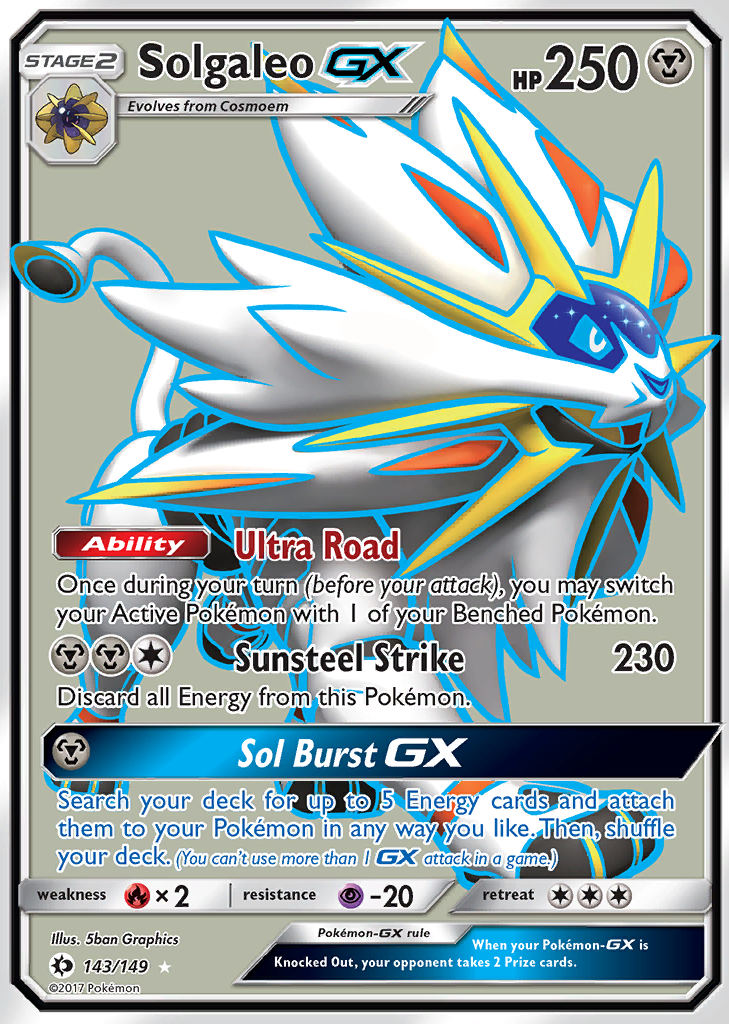 STAGE2 Solgaleo GX HP 250
Evolves from Cosmoem
Ability Ultra Road
Once during your turn (before your attack), you may switch
your Active Pokémon with 1 of your Benched Pokémon.
Sunsteel Strike 230
Discard all Energy from this Pokémon.
Sol Burst GX
Search your deck for up to 5 Energy cards and attach
them to your Pokémon in any way you like. Then, shuffle
your deck. (You can't use more than 1 GX attack in a game.)
weakness ×2 resistance -20 retreat
Illus. 5ban Graphics
143/149
©2017 Pokémon
Pokémon-GX rule
When your Pokémon-GX is
Knocked Out, your opponent takes 2 Prize cards.